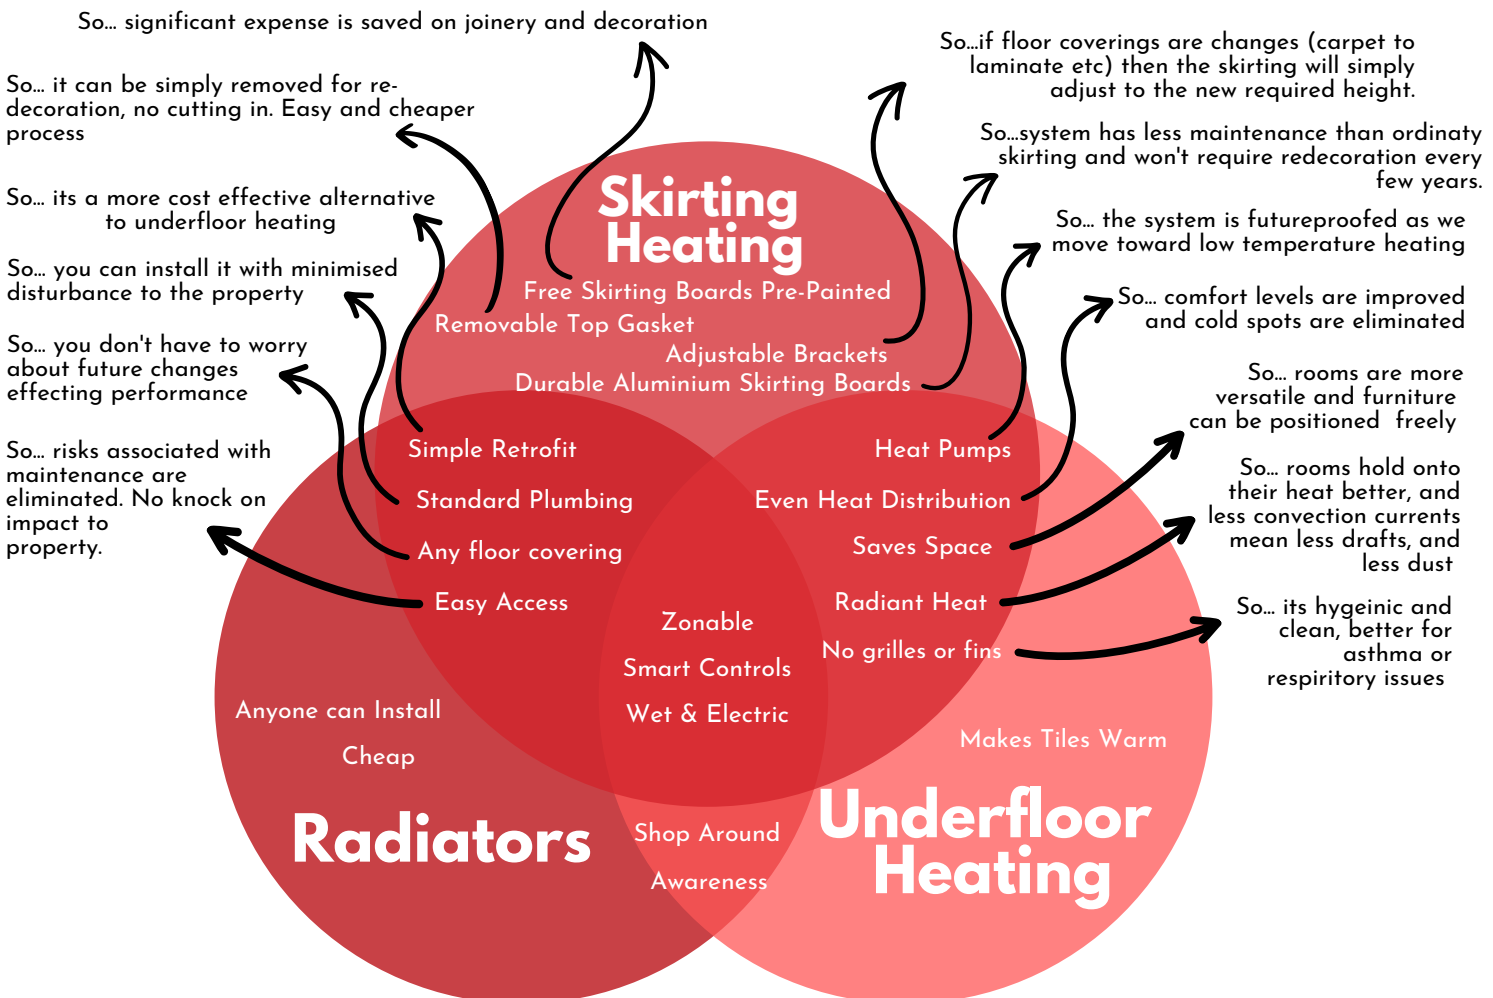 So... significant expense is saved on joinery and decoration
So... it can be simply removed for re-
decoration, no cutting in. Easy and cheaper
process
So... its a more cost effective alternative
to underfloor heating
So... you can install it with minimised
disturbance to the property
So... you don't have to worry
about future changes
effecting performance
So... risks associated with
maintenance are
eliminated. No knock on
impact to
property.
So...if floor coverings are changes (carpet to
laminate etc) then the skirting will simply
adjust to the new required height.
So...system has less maintenance than ordinaty
skirting and won't require redecoration every
few years.
So... the system is futureproofed as we
move toward low temperature heating
So... comfort levels are improved
and cold spots are eliminated
So... rooms are more
versatile and furniture
can be positioned freely
So... rooms hold onto
their heat better, and
less convection currents
mean less drafts, and
less dust
So... its hygeinic and
clean, better for
asthma or
respiritory issues
Skirting
Heating
Free Skirting Boards Pre-Painted
Removable Top Gasket
Adjustable Brackets
Durable Aluminium Skirting Boards
Simple Retrofit
Standard Plumbing
Any floor covering
Easy Access
Heat Pumps
Even Heat Distribution
Saves Space
Radiant Heat
No grilles or fins
Zonable
Smart Controls
Wet & Electric
Anyone can Install
Cheap
Radiators
Makes Tiles Warm
Underfloor
Heating
Shop Around
Awareness